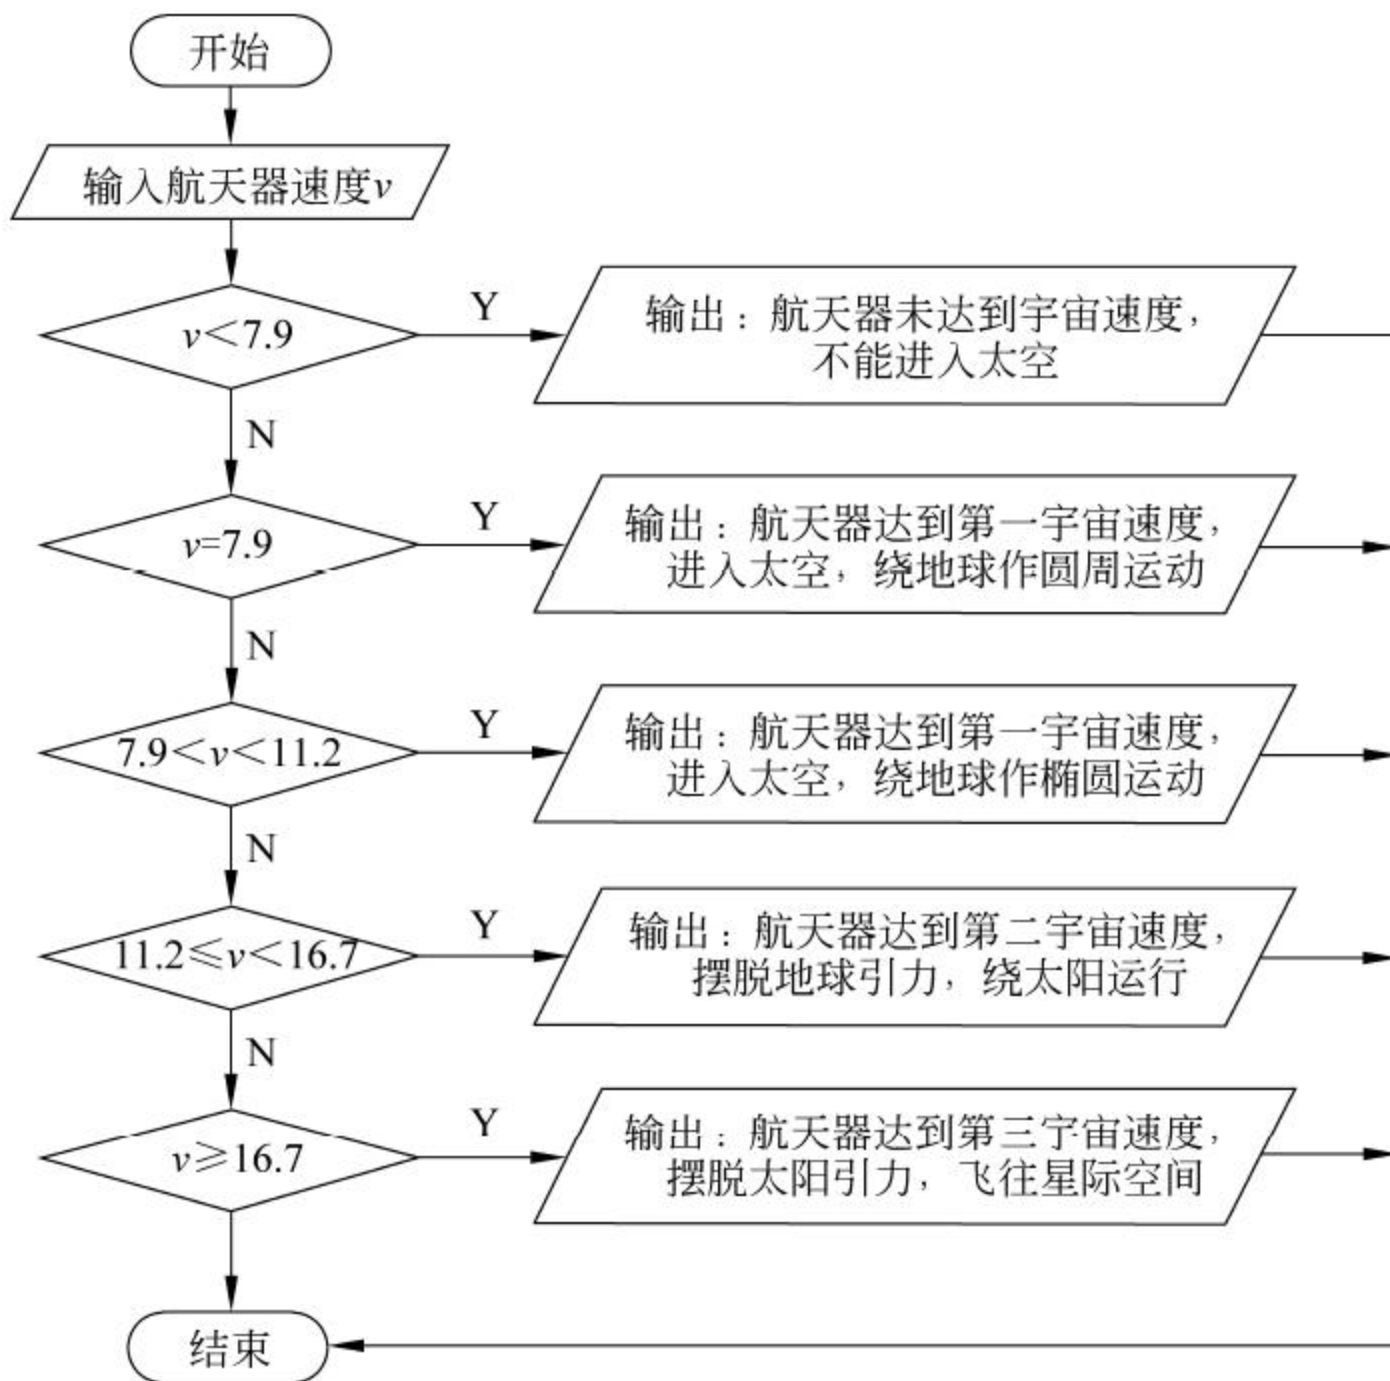 开始
输入航天器速度v
v＜7.9
Y
输出：航天器未达到宇宙速度，
不能进入太空
N
v=7.9
Y
输出：航天器达到第一宇宙速度，
进入太空，绕地球作圆周运动
N
7.9＜v＜11.2
Y
输出：航天器达到第一宇宙速度，
进入太空，绕地球作椭圆运动
N
11.2≤v＜16.7
Y
输出：航天器达到第二宇宙速度，
摆脱地球引力，绕太阳运行
N
v≥16.7
Y
输出：航天器达到第三宇宙速度，
摆脱太阳引力，飞往星际空间
结束